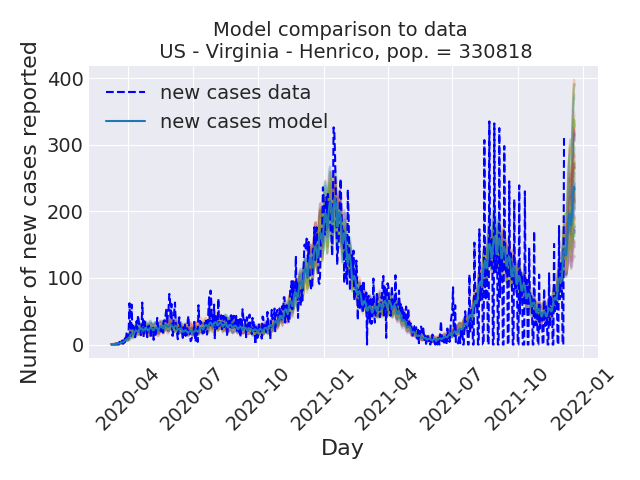 Model comparison to data
US - Virginia - Henrico, pop. = 330818
Number of new cases reported
400
300
200
100
0
new cases data
new cases model
2020-04
2020-07
2020-10
2021-01
2021-04
2021-07
2021-10
2022-01
Day